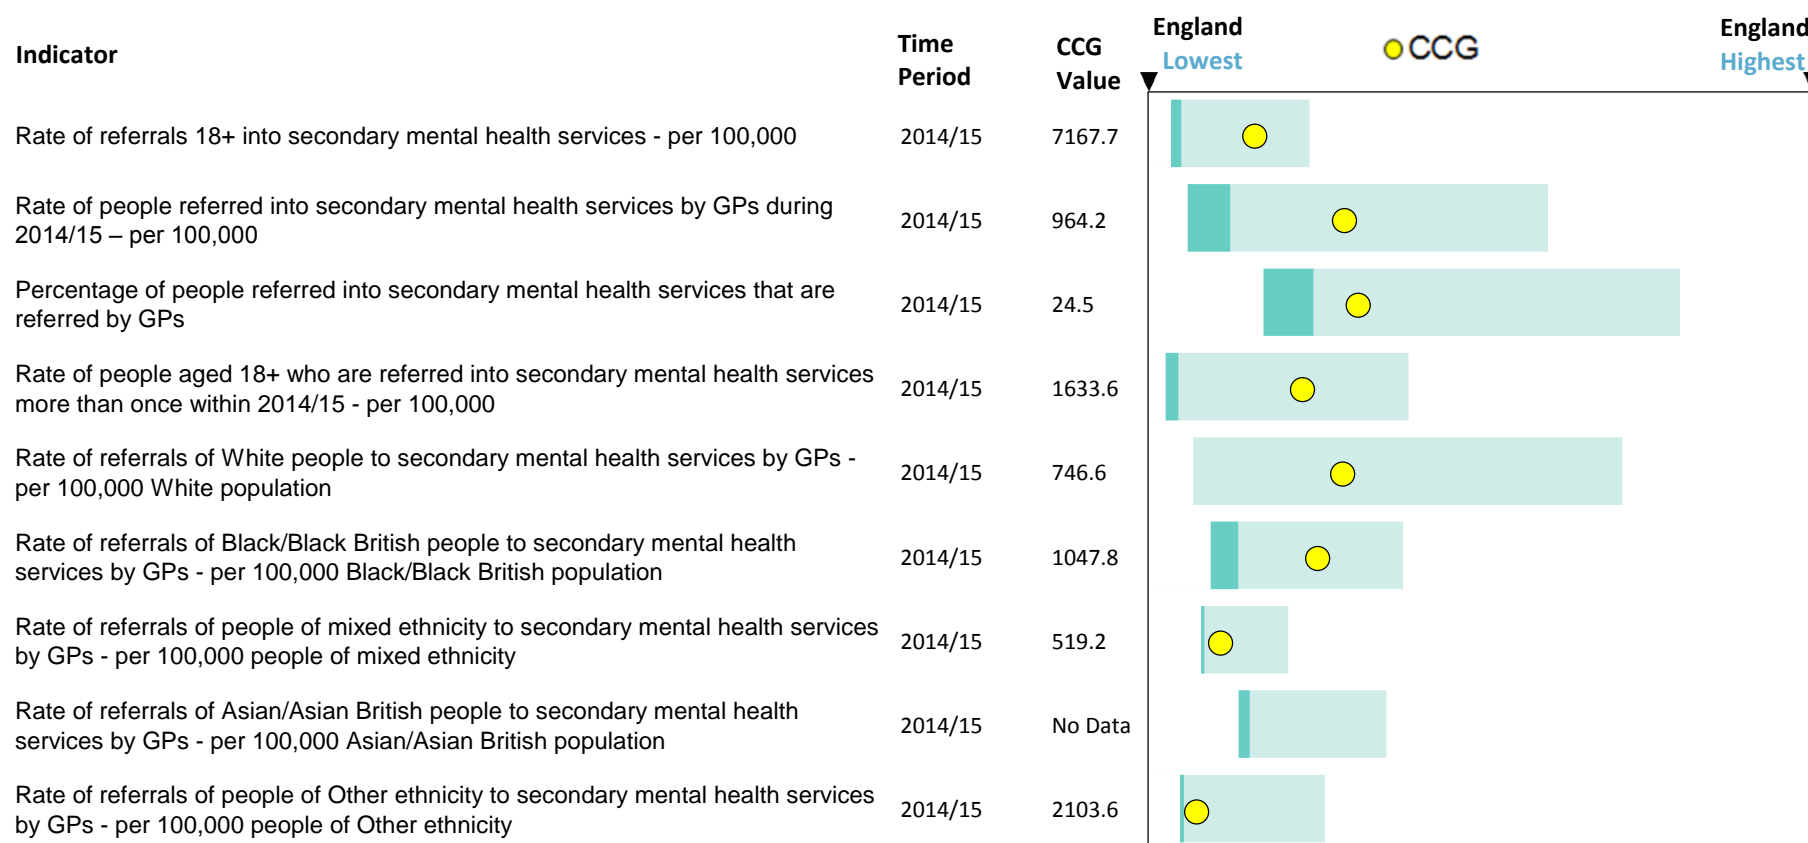 Indicator
Time
Period
CCG
Value
England
Lowest
CCG
England
Highest
Rate of referrals 18+ into secondary mental health services - per 100,000
2014/15
7167.7
Rate of people referred into secondary mental health services by GPs during
2014/15 – per 100,000
2014/15
964.2
Percentage of people referred into secondary mental health services that are
referred by GPs
2014/15
24.5
Rate of people aged 18+ who are referred into secondary mental health services
more than once within 2014/15 - per 100,000
2014/15
1633.6
Rate of referrals of White people to secondary mental health services by GPs -
per 100,000 White population
2014/15
746.6
Rate of referrals of Black/Black British people to secondary mental health
services by GPs - per 100,000 Black/Black British population
2014/15
1047.8
Rate of referrals of people of mixed ethnicity to secondary mental health services
by GPs - per 100,000 people of mixed ethnicity
2014/15
519.2
Rate of referrals of Asian/Asian British people to secondary mental health
services by GPs - per 100,000 Asian/Asian British population
2014/15
No Data
Rate of referrals of people of Other ethnicity to secondary mental health services
by GPs - per 100,000 people of Other ethnicity
2014/15
2103.6